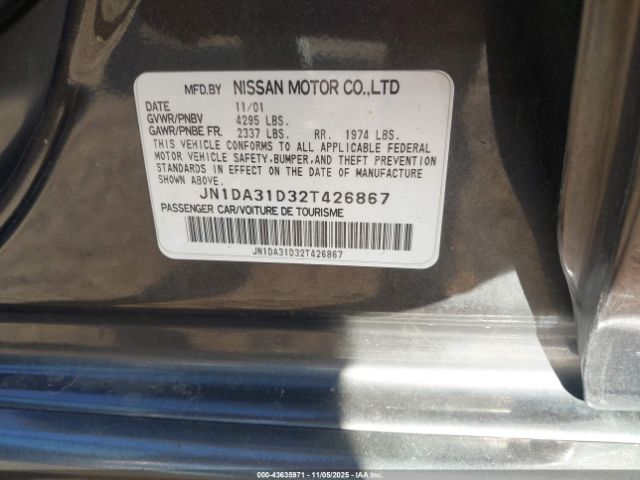 MFD.BY NISSAN MOTOR CO.,LTD
DATE 11/01
GVWR/PNBV 4295 LBS.
GAWR/PNBE FR. 2337 LBS. RR. 1974 LBS.
THIS VEHICLE CONFORMS TO ALL APPLICABLE FEDERAL
MOTOR VEHICLE SAFETY,BUMPER,AND THEFT PREVENTION
STANDARDS IN EFFECT ON THE DATE OF MANUFACTURE
SHOWN ABOVE.
JN1DA31D32T426867
PASSENGER CAR/VOITURE DE TOURISME
JN1DA31D32T426867
000-43635971 - 11/05/2025 - IAAI.COM